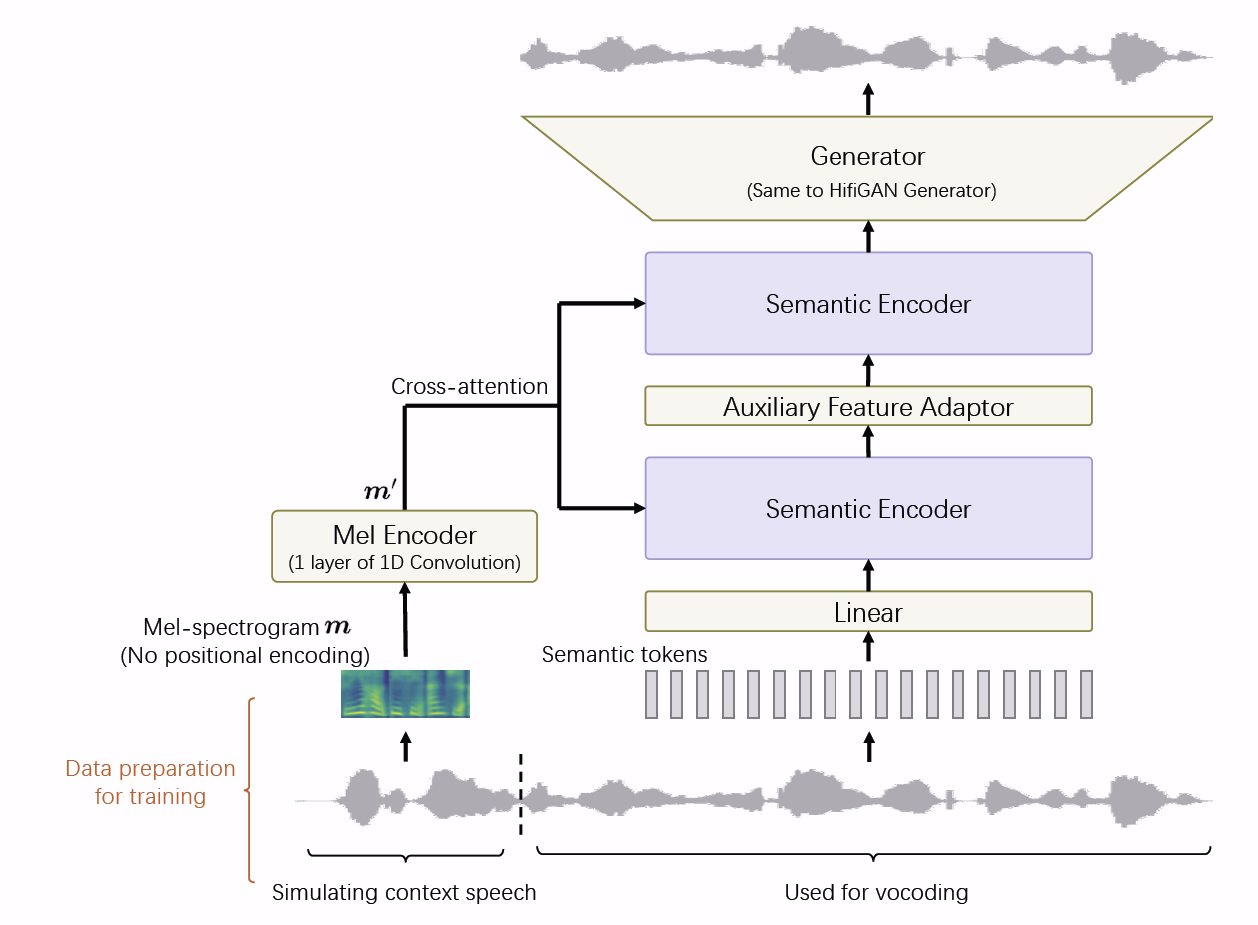 Generator
(Same to HifiGAN Generator)
Semantic Encoder
Cross-attention
Auxiliary Feature Adaptor
m′
Semantic Encoder
Mel Encoder
(1 layer of 1D Convolution)
Linear
Mel-spectrogram m
(No positional encoding)
Semantic tokens
Data preparation
for training
Simulating context speech
Used for vocoding